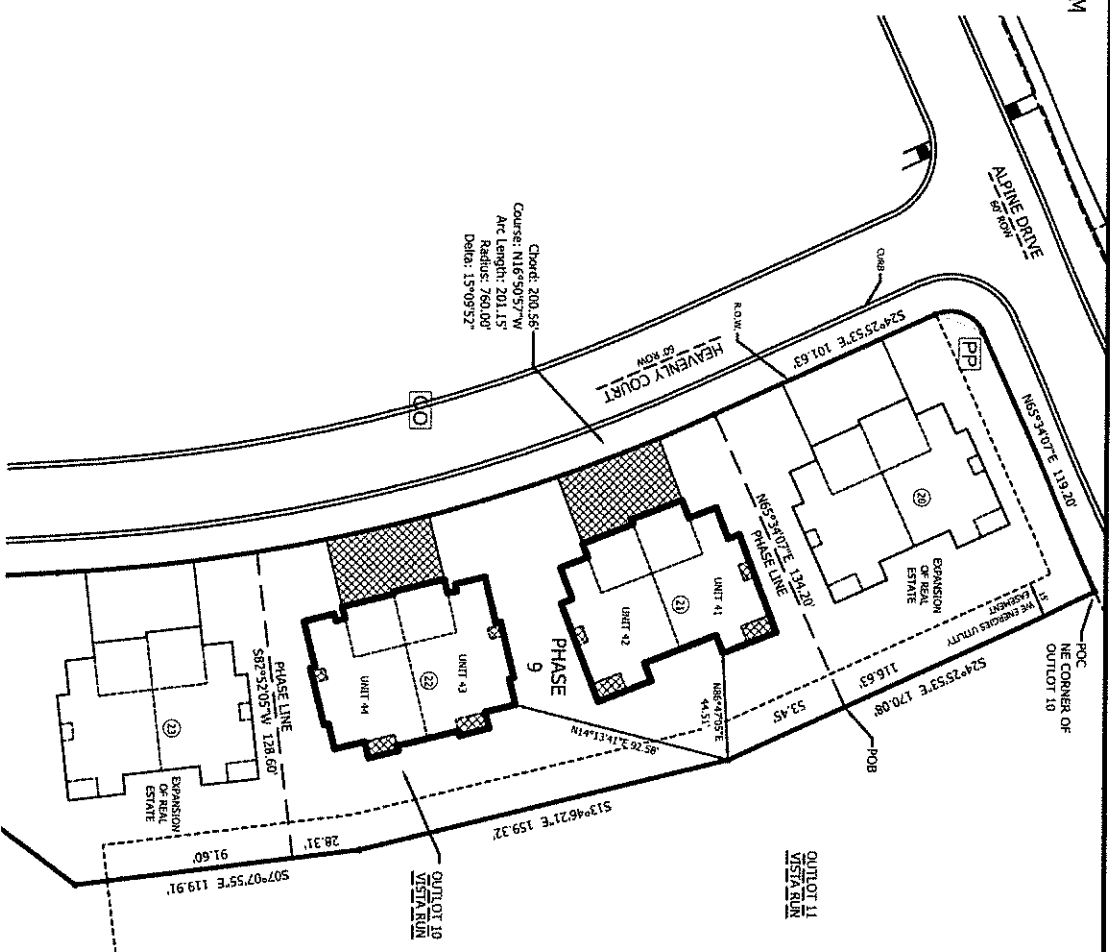 M
ALPINE DRIVE
60' ROW
CURB
R.O.W.
HEAVENLY COURT
60' ROW
PP
S24°25'53"E 101.63'
N65°34'07"E 119.20'
POC
NE CORNER OF
OUTLOT 10
15'
WE ENERGIES UTILITY
EASEMENT
20
EXPANSION
OF REAL
ESTATE
116.63'
S24°25'53"E 170.08'
53.45'
POB
N65°34'07"E 134.20'
PHASE LINE
Chord: 200.56'
Course: N16°50'57"W
Arc Length: 201.15'
Radius: 760.00'
Delta: 15°09'52"
CO
UNIT 41
21
UNIT 42
PHASE
9
N86°47'05"E
44.51'
N14°13'41"E 92.58'
UNIT 43
22
UNIT 44
S13°46'21"E 159.32'
OUTLOT 11
VISTA RUN
OUTLOT 10
VISTA RUN
PHASE LINE
S82°52'05"W 128.60'
28.31'
23
EXPANSION
OF REAL
ESTATE
91.60'
S07°07'55"E 119.91'